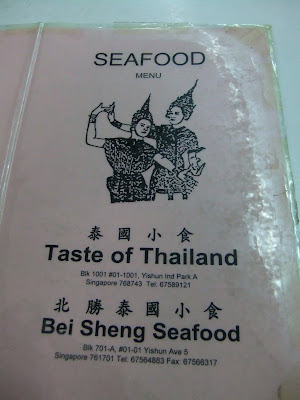 SEAFOOD
MENU
泰國小食
Taste of Thailand
Blk 1001 #01-1001, Yishun Ind Park A
Singapore 768743 Tel: 67589121
北勝泰國小食
Bei Sheng Seafood
Blk 701-A, #01-01 Yishun Ave 5
Singapore 761701 Tel: 67564883 Fax: 67566317